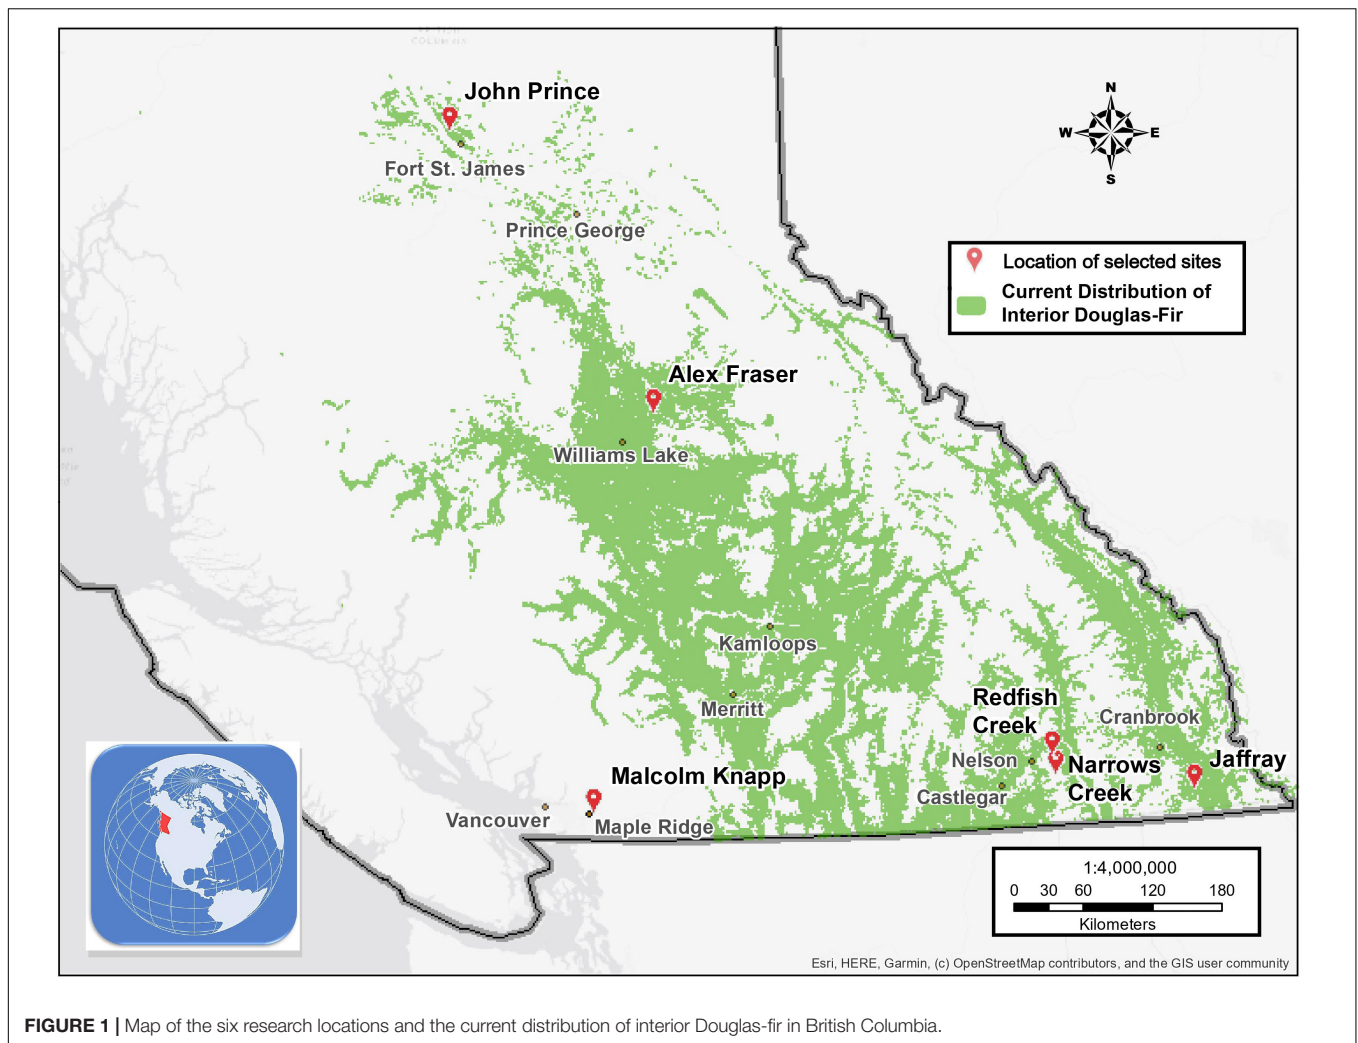 John Prince
Fort St. James
Prince George
N
W E
S
Location of selected sites
Current Distribution of
Interior Douglas-Fir
Alex Fraser
Williams Lake
Kamloops
Merritt
Redfish
Creek
Cranbrook
Nelson
Narrows
Creek
Jaffray
Castlegar
Malcolm Knapp
Vancouver
Maple Ridge
1:4,000,000
0 30 60 120 180
Kilometers
Esri, HERE, Garmin, (c) OpenStreetMap contributors, and the GIS user community
FIGURE 1 | Map of the six research locations and the current distribution of interior Douglas-fir in British Columbia.